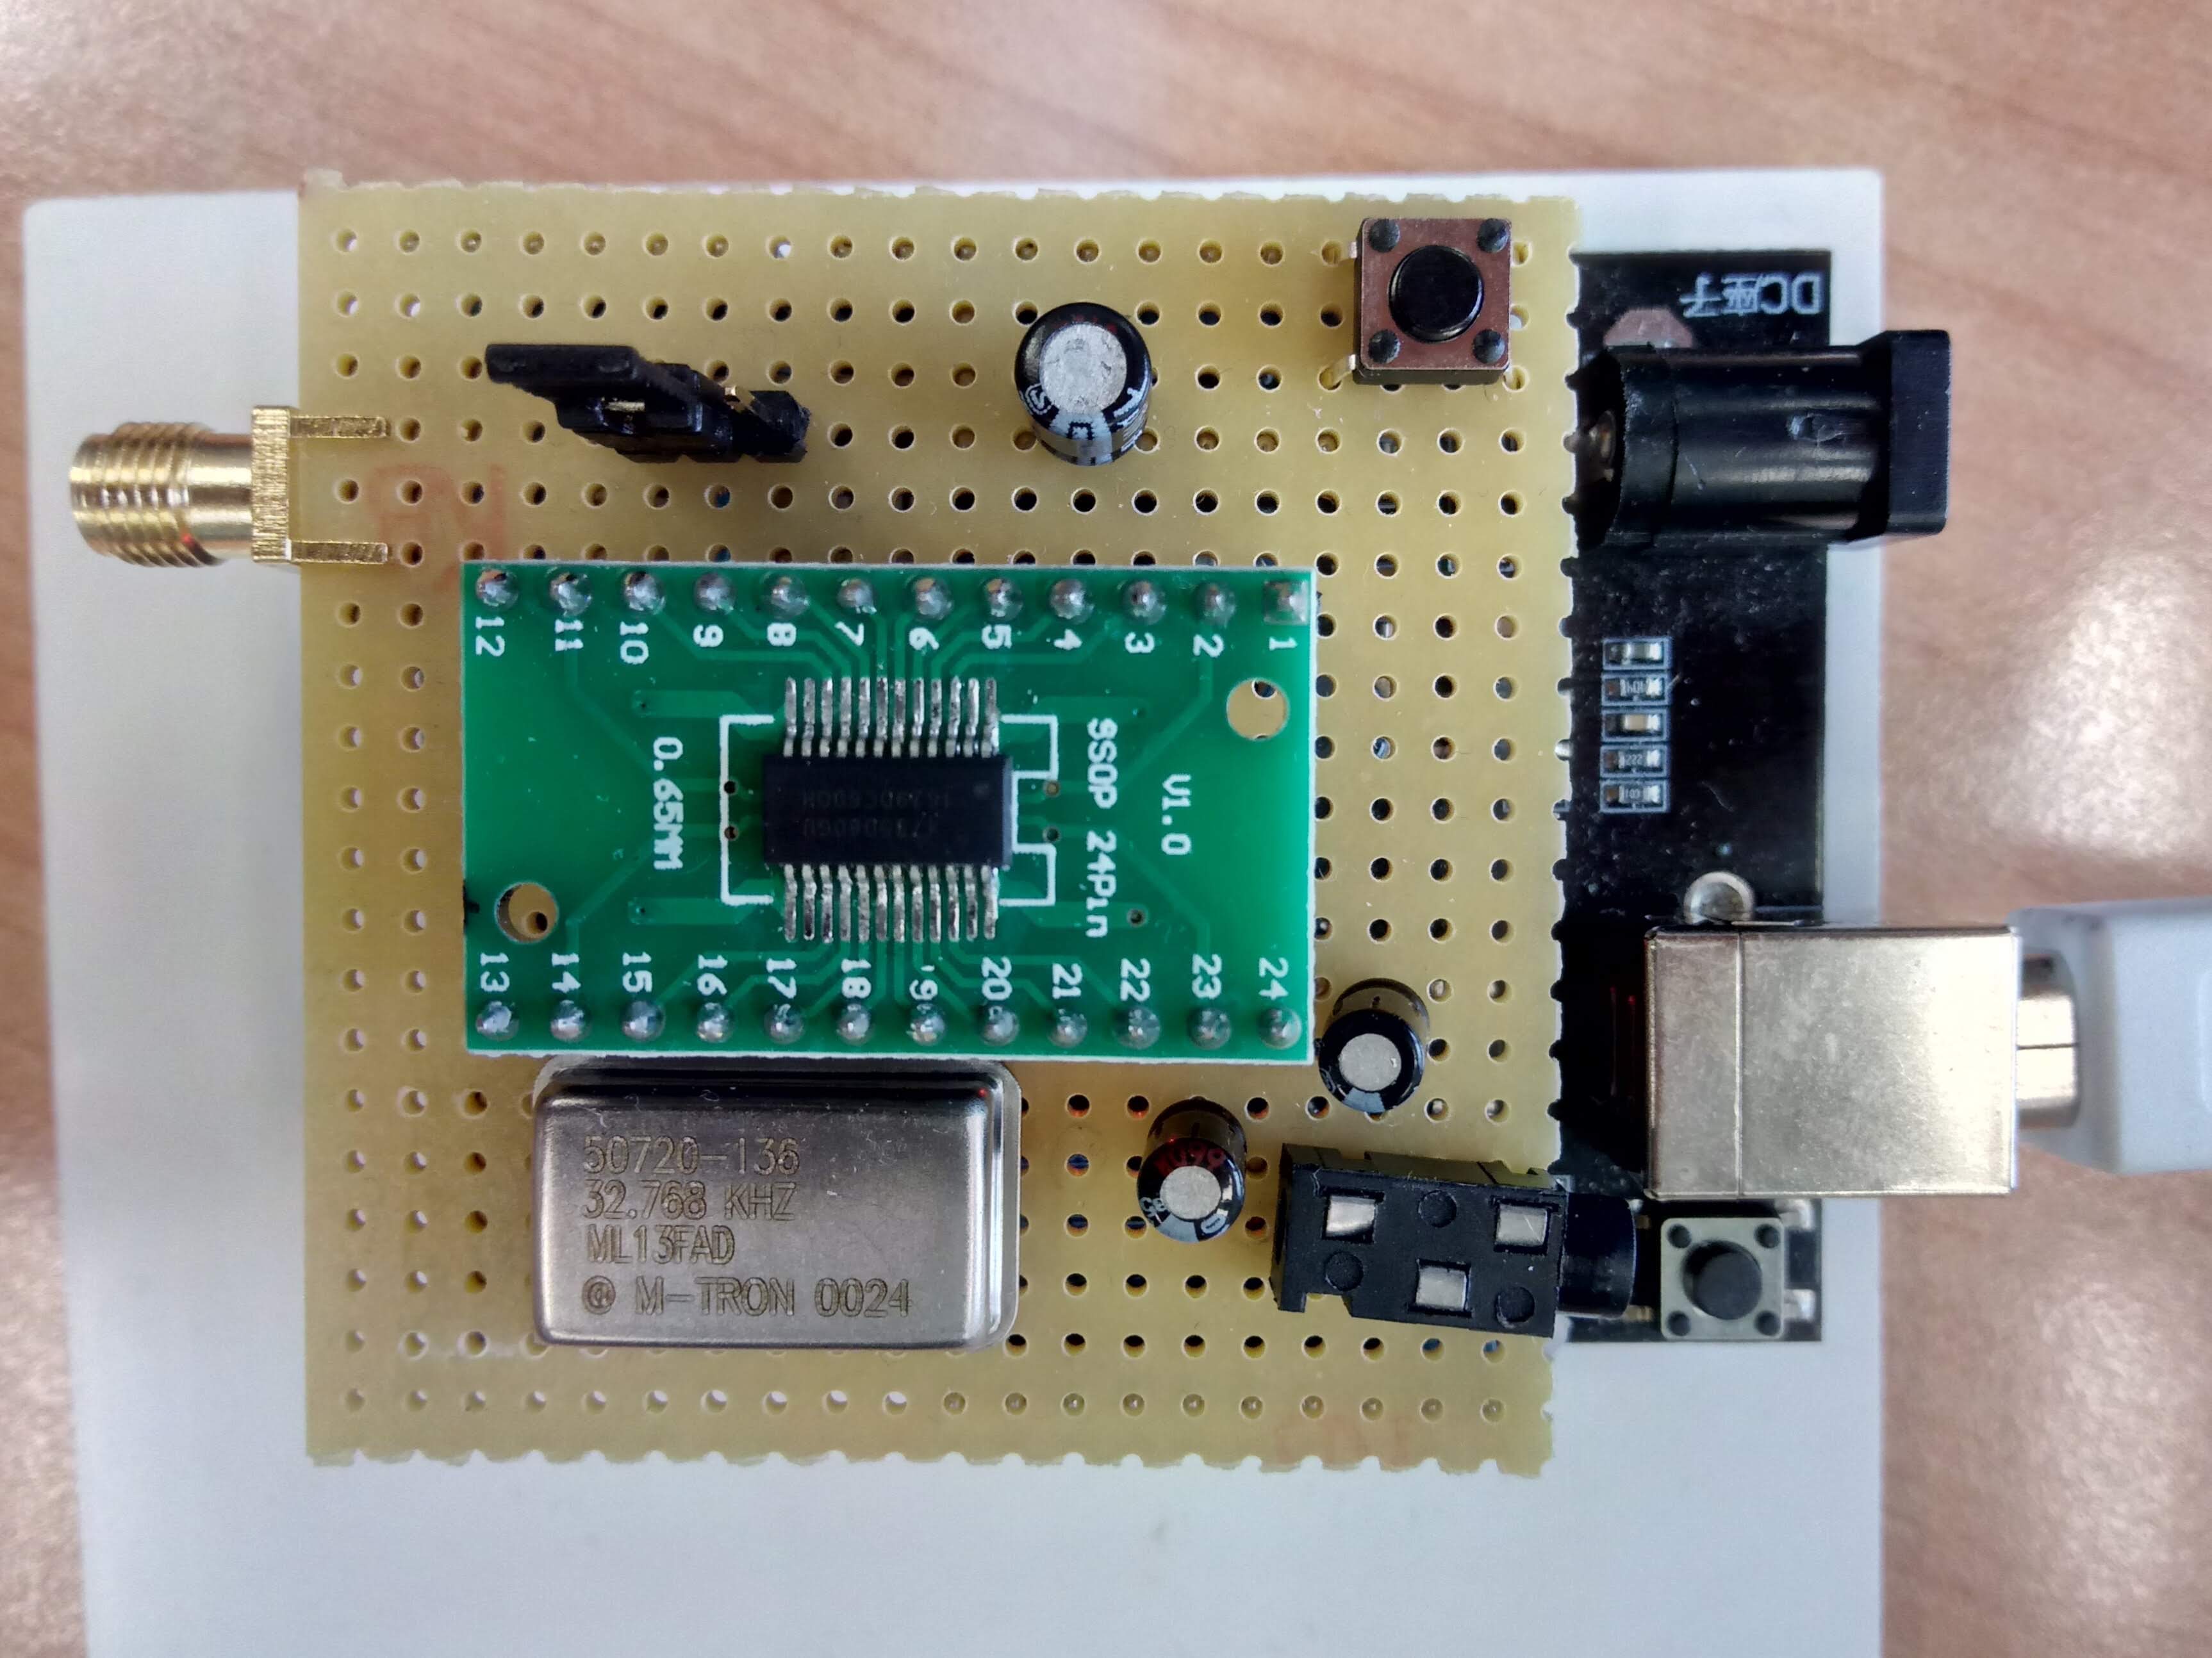 DC座子
12 11 10 9 8 7 6 5 4 3 2 1
0.65MM
SSOP 24Pin
V1.0
13 14 15 16 17 18 19 20 21 22 23 24
50720-136
32.768 KHZ
ML13FAD
M-TRON 0024